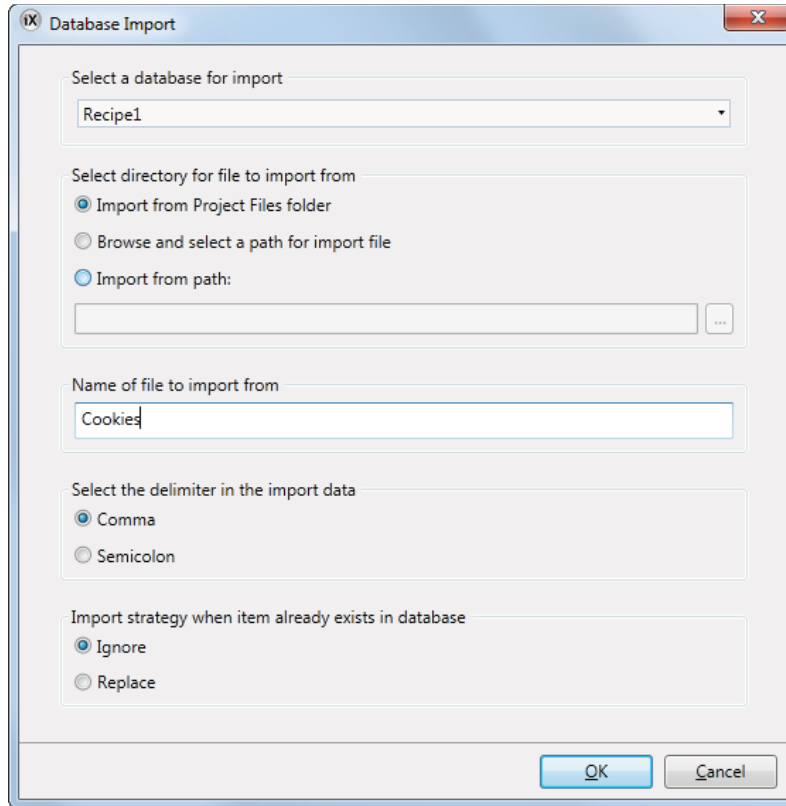 iX Database Import
Select a database for import
Recipe1
Select directory for file to import from
Import from Project Files folder
Browse and select a path for import file
Import from path:
...
Name of file to import from
Cookies
Select the delimiter in the import data
Comma
Semicolon
Import strategy when item already exists in database
Ignore
Replace
OK Cancel